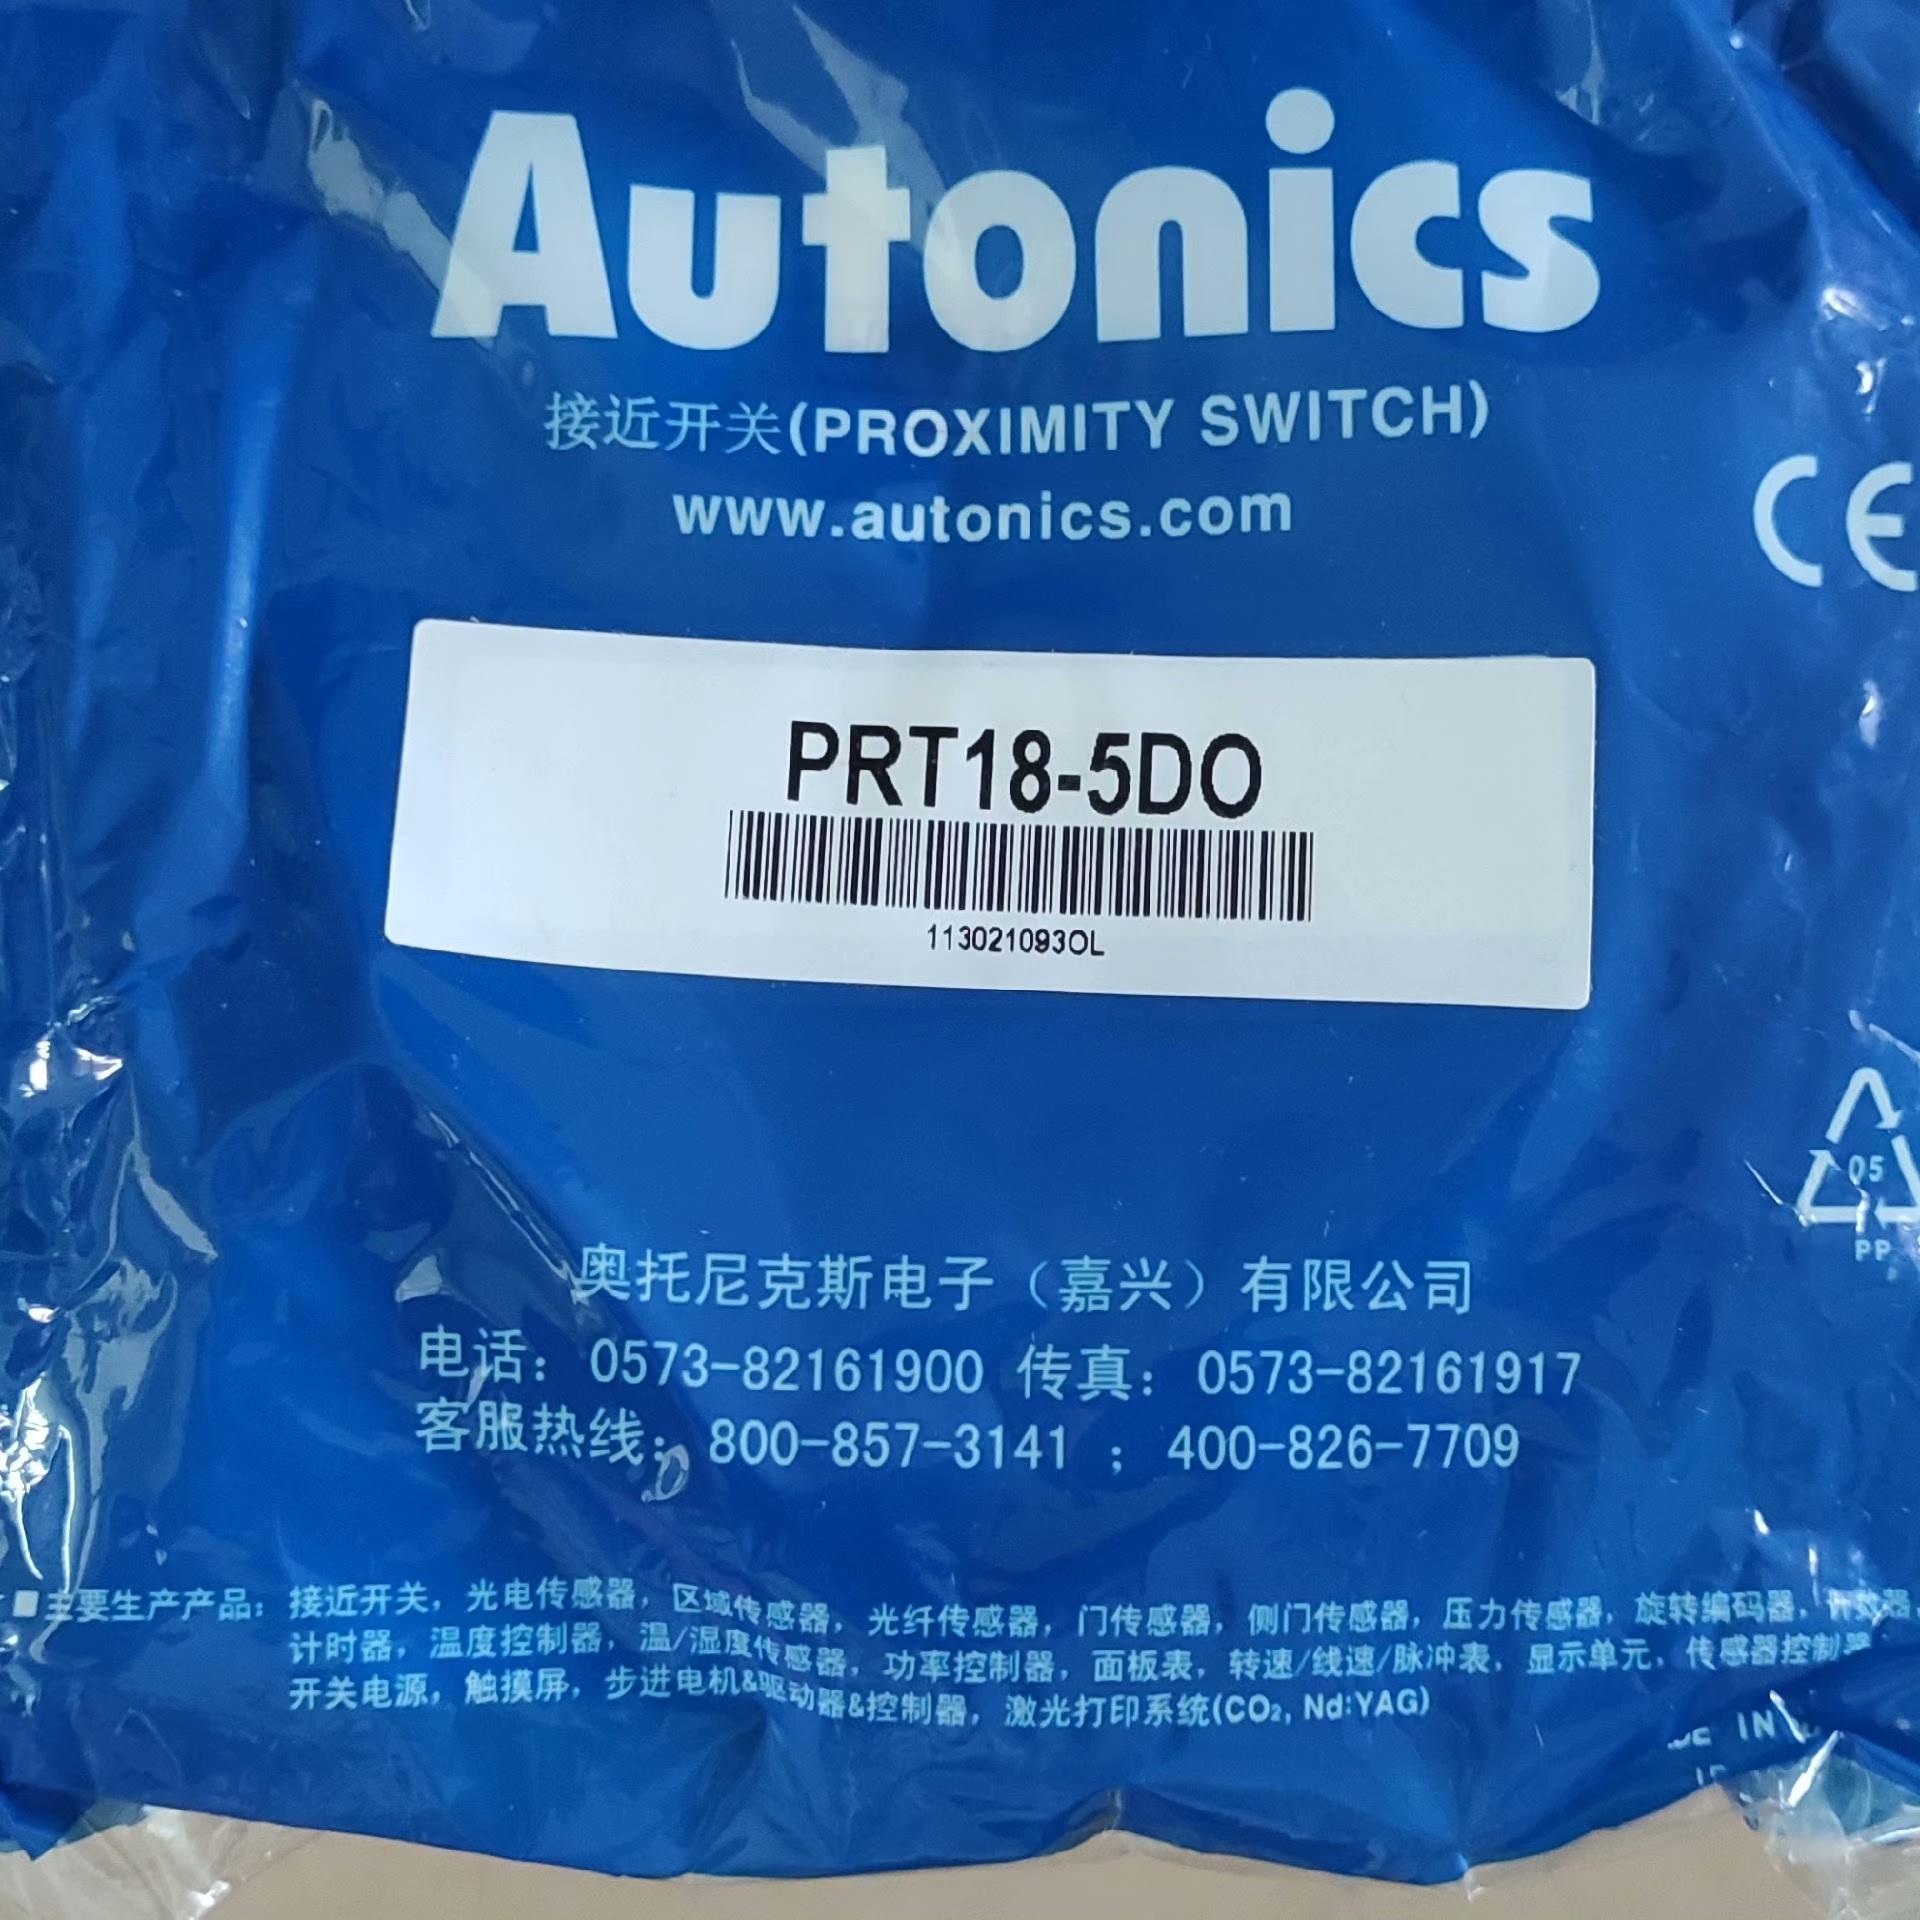 Autonics
接近开关(PROXIMITY SWITCH)
www.autonics.com
CE
PRT18-5DO
113021093OL
05
PP
奥托尼克斯电子（嘉兴）有限公司
电话：0573-82161900 传真：0573-82161917
客服热线：800-857-3141 ；400-826-7709
■主要生产产品：接近开关，光电传感器，区域传感器，光纤传感器，门传感器，侧门传感器，压力传感器，旋转编码器，计数器，
计时器，温度控制器，温/湿度传感器，功率控制器，面板表，转速/线速/脉冲表，显示单元，传感器控制器
开关电源，触摸屏，步进电机&驱动器&控制器，激光打印系统(CO₂, Nd:YAG)
IN